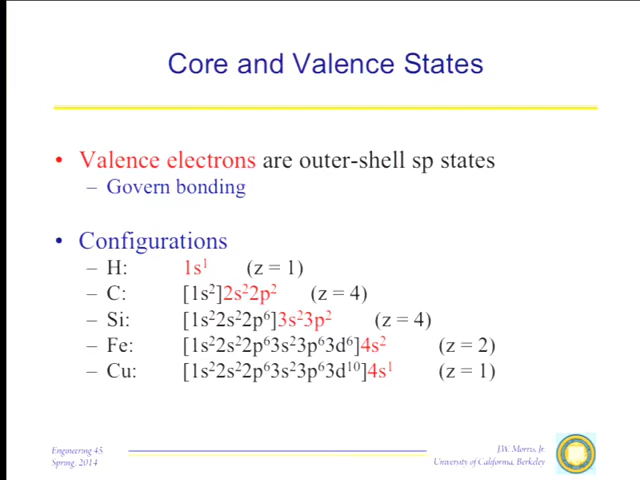 Core and Valence States
• Valence electrons are outer-shell sp states
– Govern bonding
• Configurations
– H: 1s¹ (z = 1)
– C: [1s²]2s²2p² (z = 4)
– Si: [1s²2s²2p⁶]3s²3p² (z = 4)
– Fe: [1s²2s²2p⁶3s²3p⁶3d⁶]4s² (z = 2)
– Cu: [1s²2s²2p⁶3s²3p⁶3d¹⁰]4s¹ (z = 1)
Engineering 45
Spring, 2014
J.W. Morris, Jr.
University of California, Berkeley